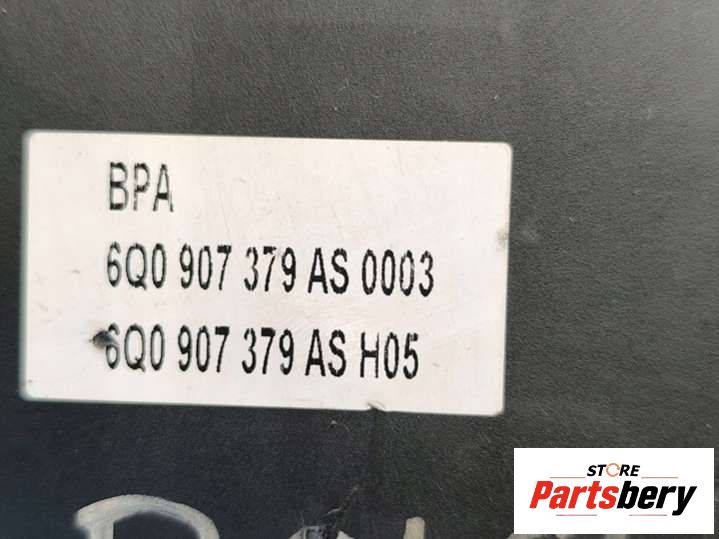 BPA
6Q0 907 379 AS 0003
6Q0 907 379 AS H05
STORE
Partsbery